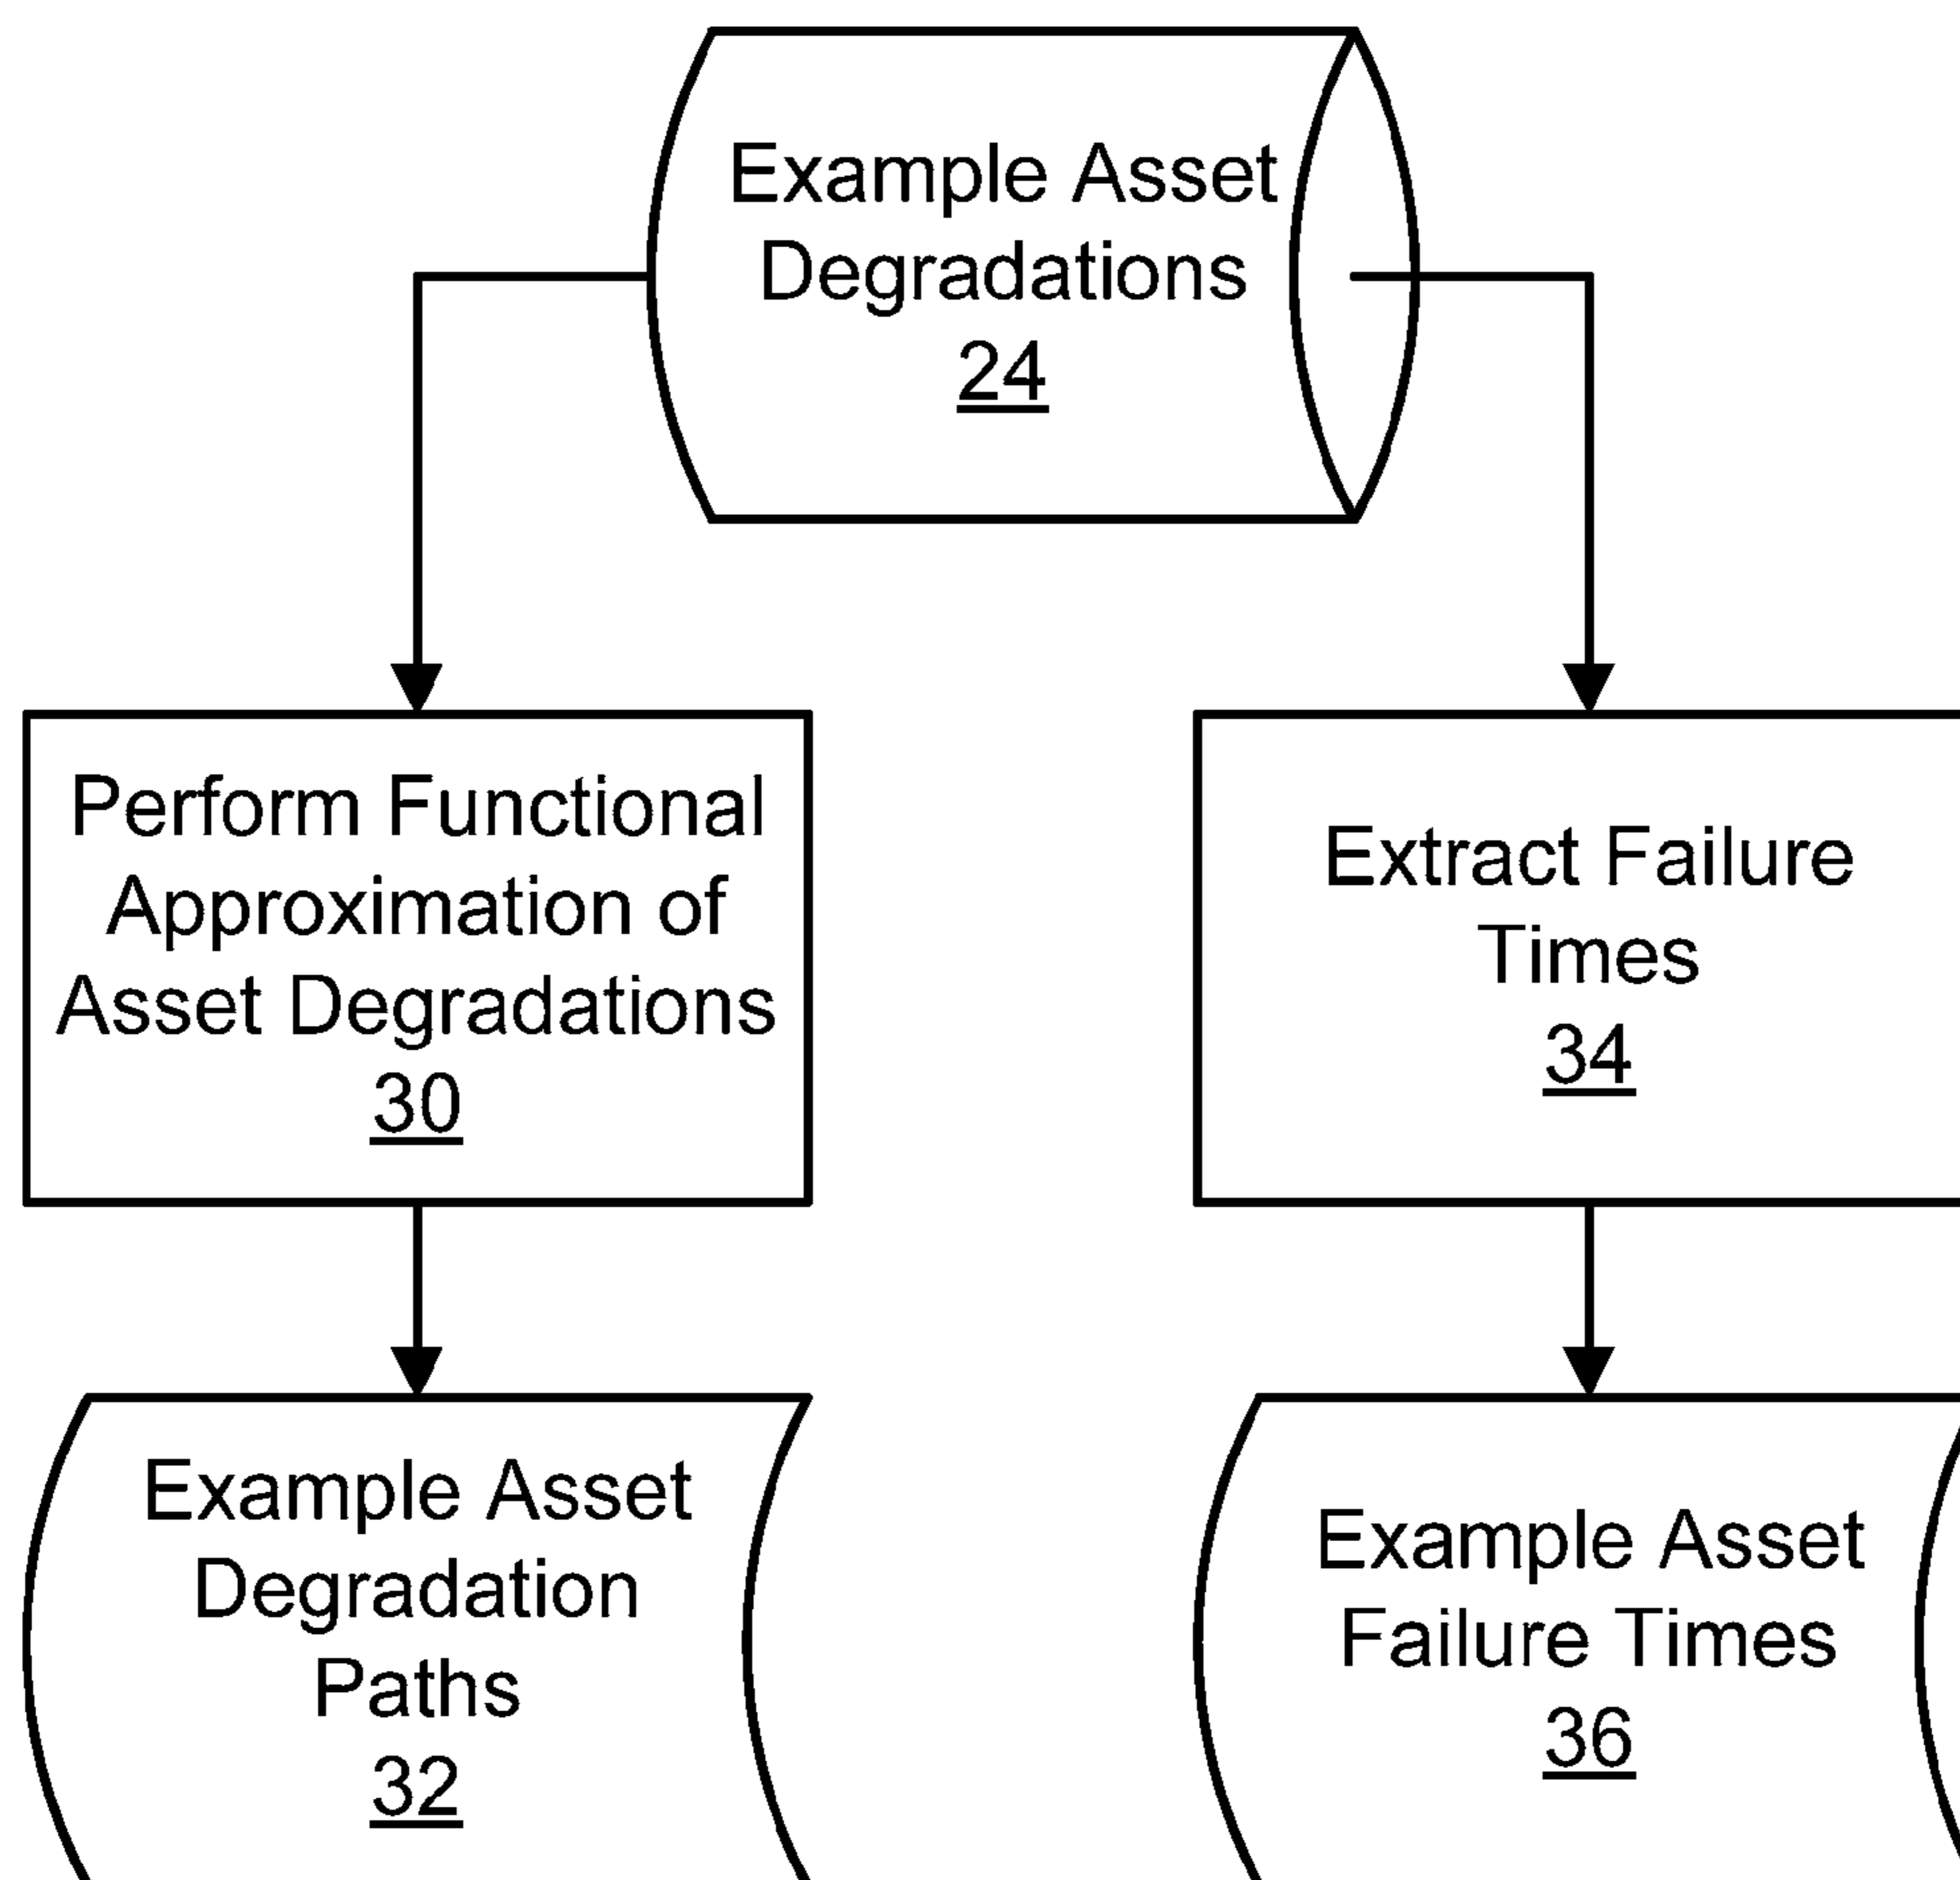 Example Asset
Degradations
24
Perform Functional
Approximation of
Asset Degradations
30
Extract Failure
Times
34
Example Asset
Degradation
Paths
32
Example Asset
Failure Times
36